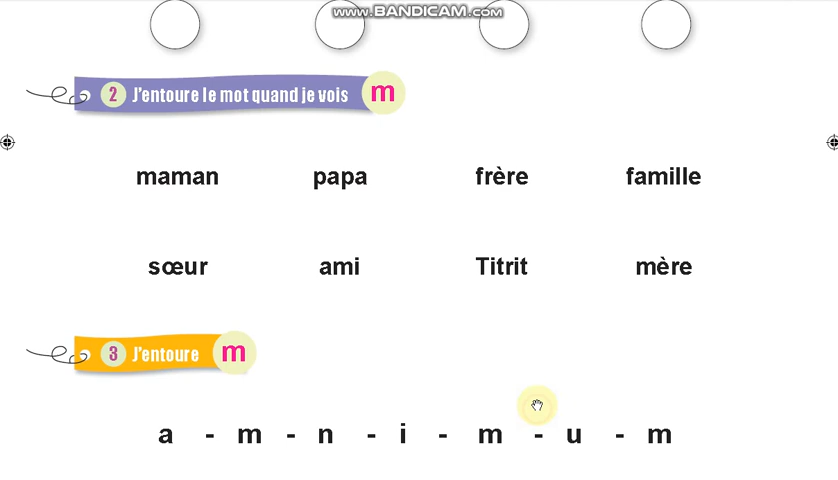 www.BANDICAM.com
2 J'entoure le mot quand je vois m
maman papa frère famille
sœur ami Titrit mère
3 J'entoure m
a - m - n - i - m - u - m